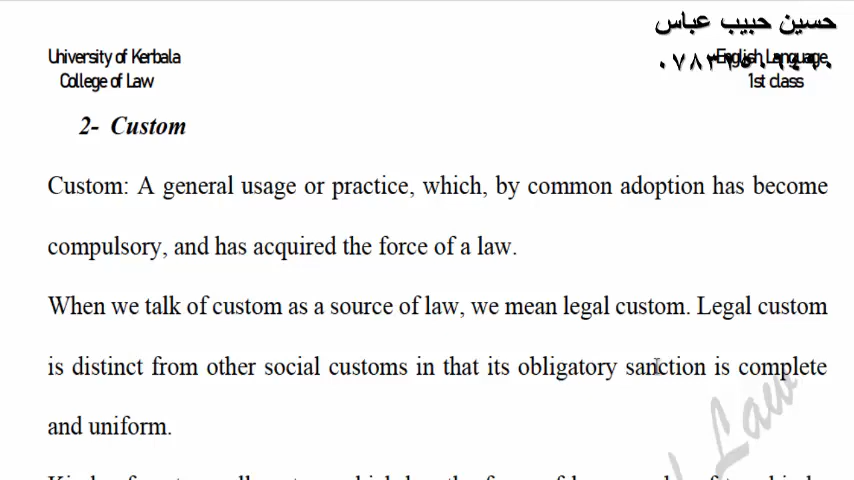 حسين حبيب عباس
University of Kerbala
English Language
College of Law
1st class
2- Custom
Custom: A general usage or practice, which, by common adoption has become
compulsory, and has acquired the force of a law.
When we talk of custom as a source of law, we mean legal custom. Legal custom
is distinct from other social customs in that its obligatory sanction is complete
and uniform.
Law